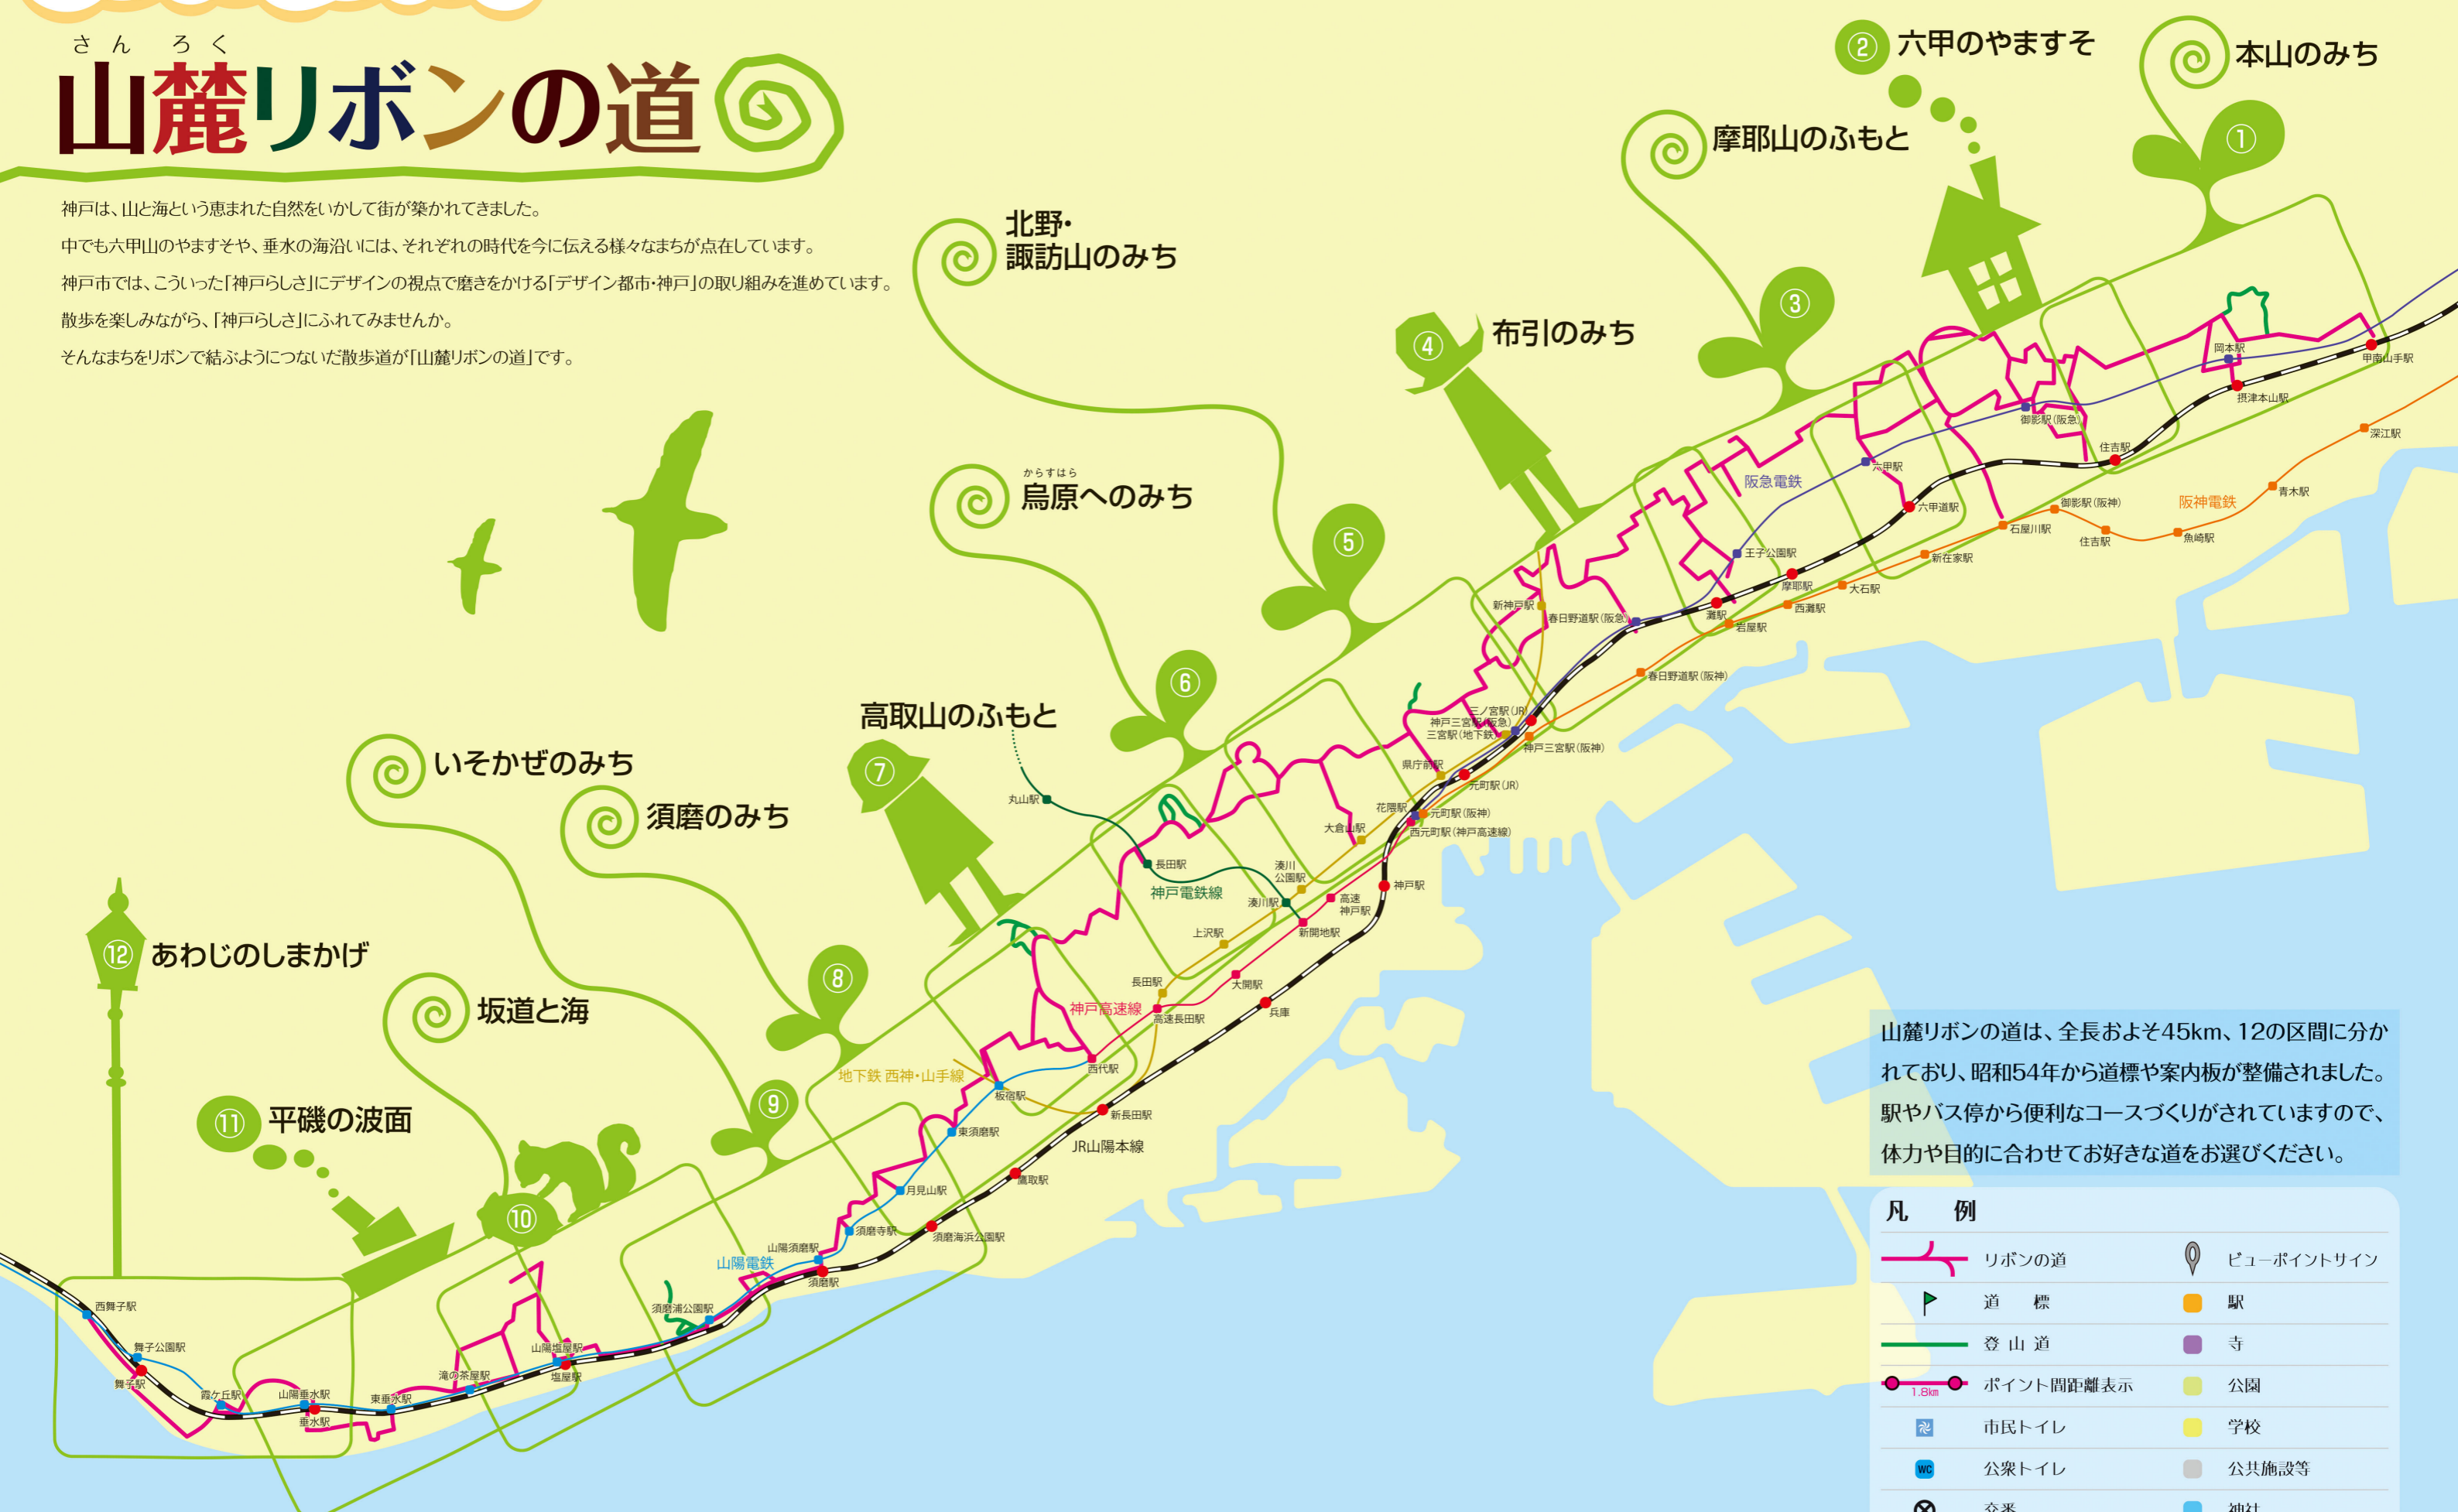 さんろく
山麓リボンの道
神戸は、山と海という恵まれた自然をいかして街が築かれてきました。
中でも六甲山のやますそや、垂水の海沿いには、それぞれの時代を今に伝える様々なまちが点在しています。
神戸市では、こういった「神戸らしさ」にデザインの視点で磨きをかける「デザイン都市・神戸」の取り組みを進めています。
散歩を楽しみながら、「神戸らしさ」にふれてみませんか。
そんなまちをリボンで結ぶようにつないだ散歩道が「山麓リボンの道」です。
① 本山のみち
② 六甲のやますそ
③ 摩耶山のふもと
④ 布引のみち
⑤ 北野・
諏訪山のみち
からすはら
⑥ 烏原へのみち
⑦ 高取山のふもと
⑧ 須磨のみち
⑨ いそかぜのみち
⑩ 坂道と海
⑪ 平磯の波面
⑫ あわじのしまかげ
岡本駅
甲南山手駅
摂津本山駅
御影駅(阪急)
住吉駅
深江駅
青木駅
阪神電鉄
御影駅(阪神)
魚崎駅
住吉駅
石屋川駅
阪急電鉄
六甲駅
六甲道駅
新在家駅
王子公園駅
摩耶駅
大石駅
西灘駅
灘駅
岩屋駅
新神戸駅
春日野道駅(阪急)
春日野道駅(阪神)
三ノ宮駅(JR)
神戸三宮駅(阪急)
三宮駅(地下鉄)
神戸三宮駅(阪神)
県庁前駅
元町駅(JR)
花隈駅
元町駅(阪神)
西元町駅(神戸高速線)
大倉山駅
丸山駅
長田駅
神戸電鉄線
湊川
公園駅
湊川駅
高速
神戸駅
神戸駅
新開地駅
上沢駅
大開駅
長田駅
神戸高速線
高速長田駅
兵庫
西代駅
地下鉄 西神・山手線
板宿駅
新長田駅
JR山陽本線
東須磨駅
鷹取駅
月見山駅
須磨寺駅
須磨海浜公園駅
山陽須磨駅
山陽電鉄
須磨駅
須磨浦公園駅
山陽塩屋駅
塩屋駅
滝の茶屋駅
東垂水駅
山陽垂水駅
垂水駅
霞ケ丘駅
舞子公園駅
舞子駅
西舞子駅
山麓リボンの道は、全長およそ45km、12の区間に分か
れており、昭和54年から道標や案内板が整備されました。
駅やバス停から便利なコースづくりがされていますので、
体力や目的に合わせてお好きな道をお選びください。
凡 例
リボンの道
ビューポイントサイン
道 標
駅
登山道
寺
1.8km
ポイント間距離表示
公園
市民トイレ
学校
WC
公衆トイレ
公共施設等
交番
神社